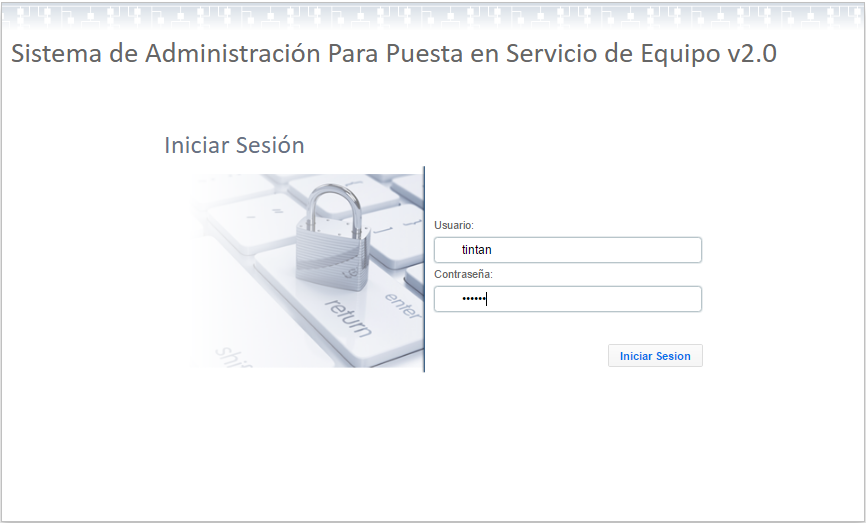 Sistema de Administración Para Puesta en Servicio de Equipo v2.0
Iniciar Sesión
return
enter
shift
Usuario:
tintan
Contraseña:
••••••
Iniciar Sesion